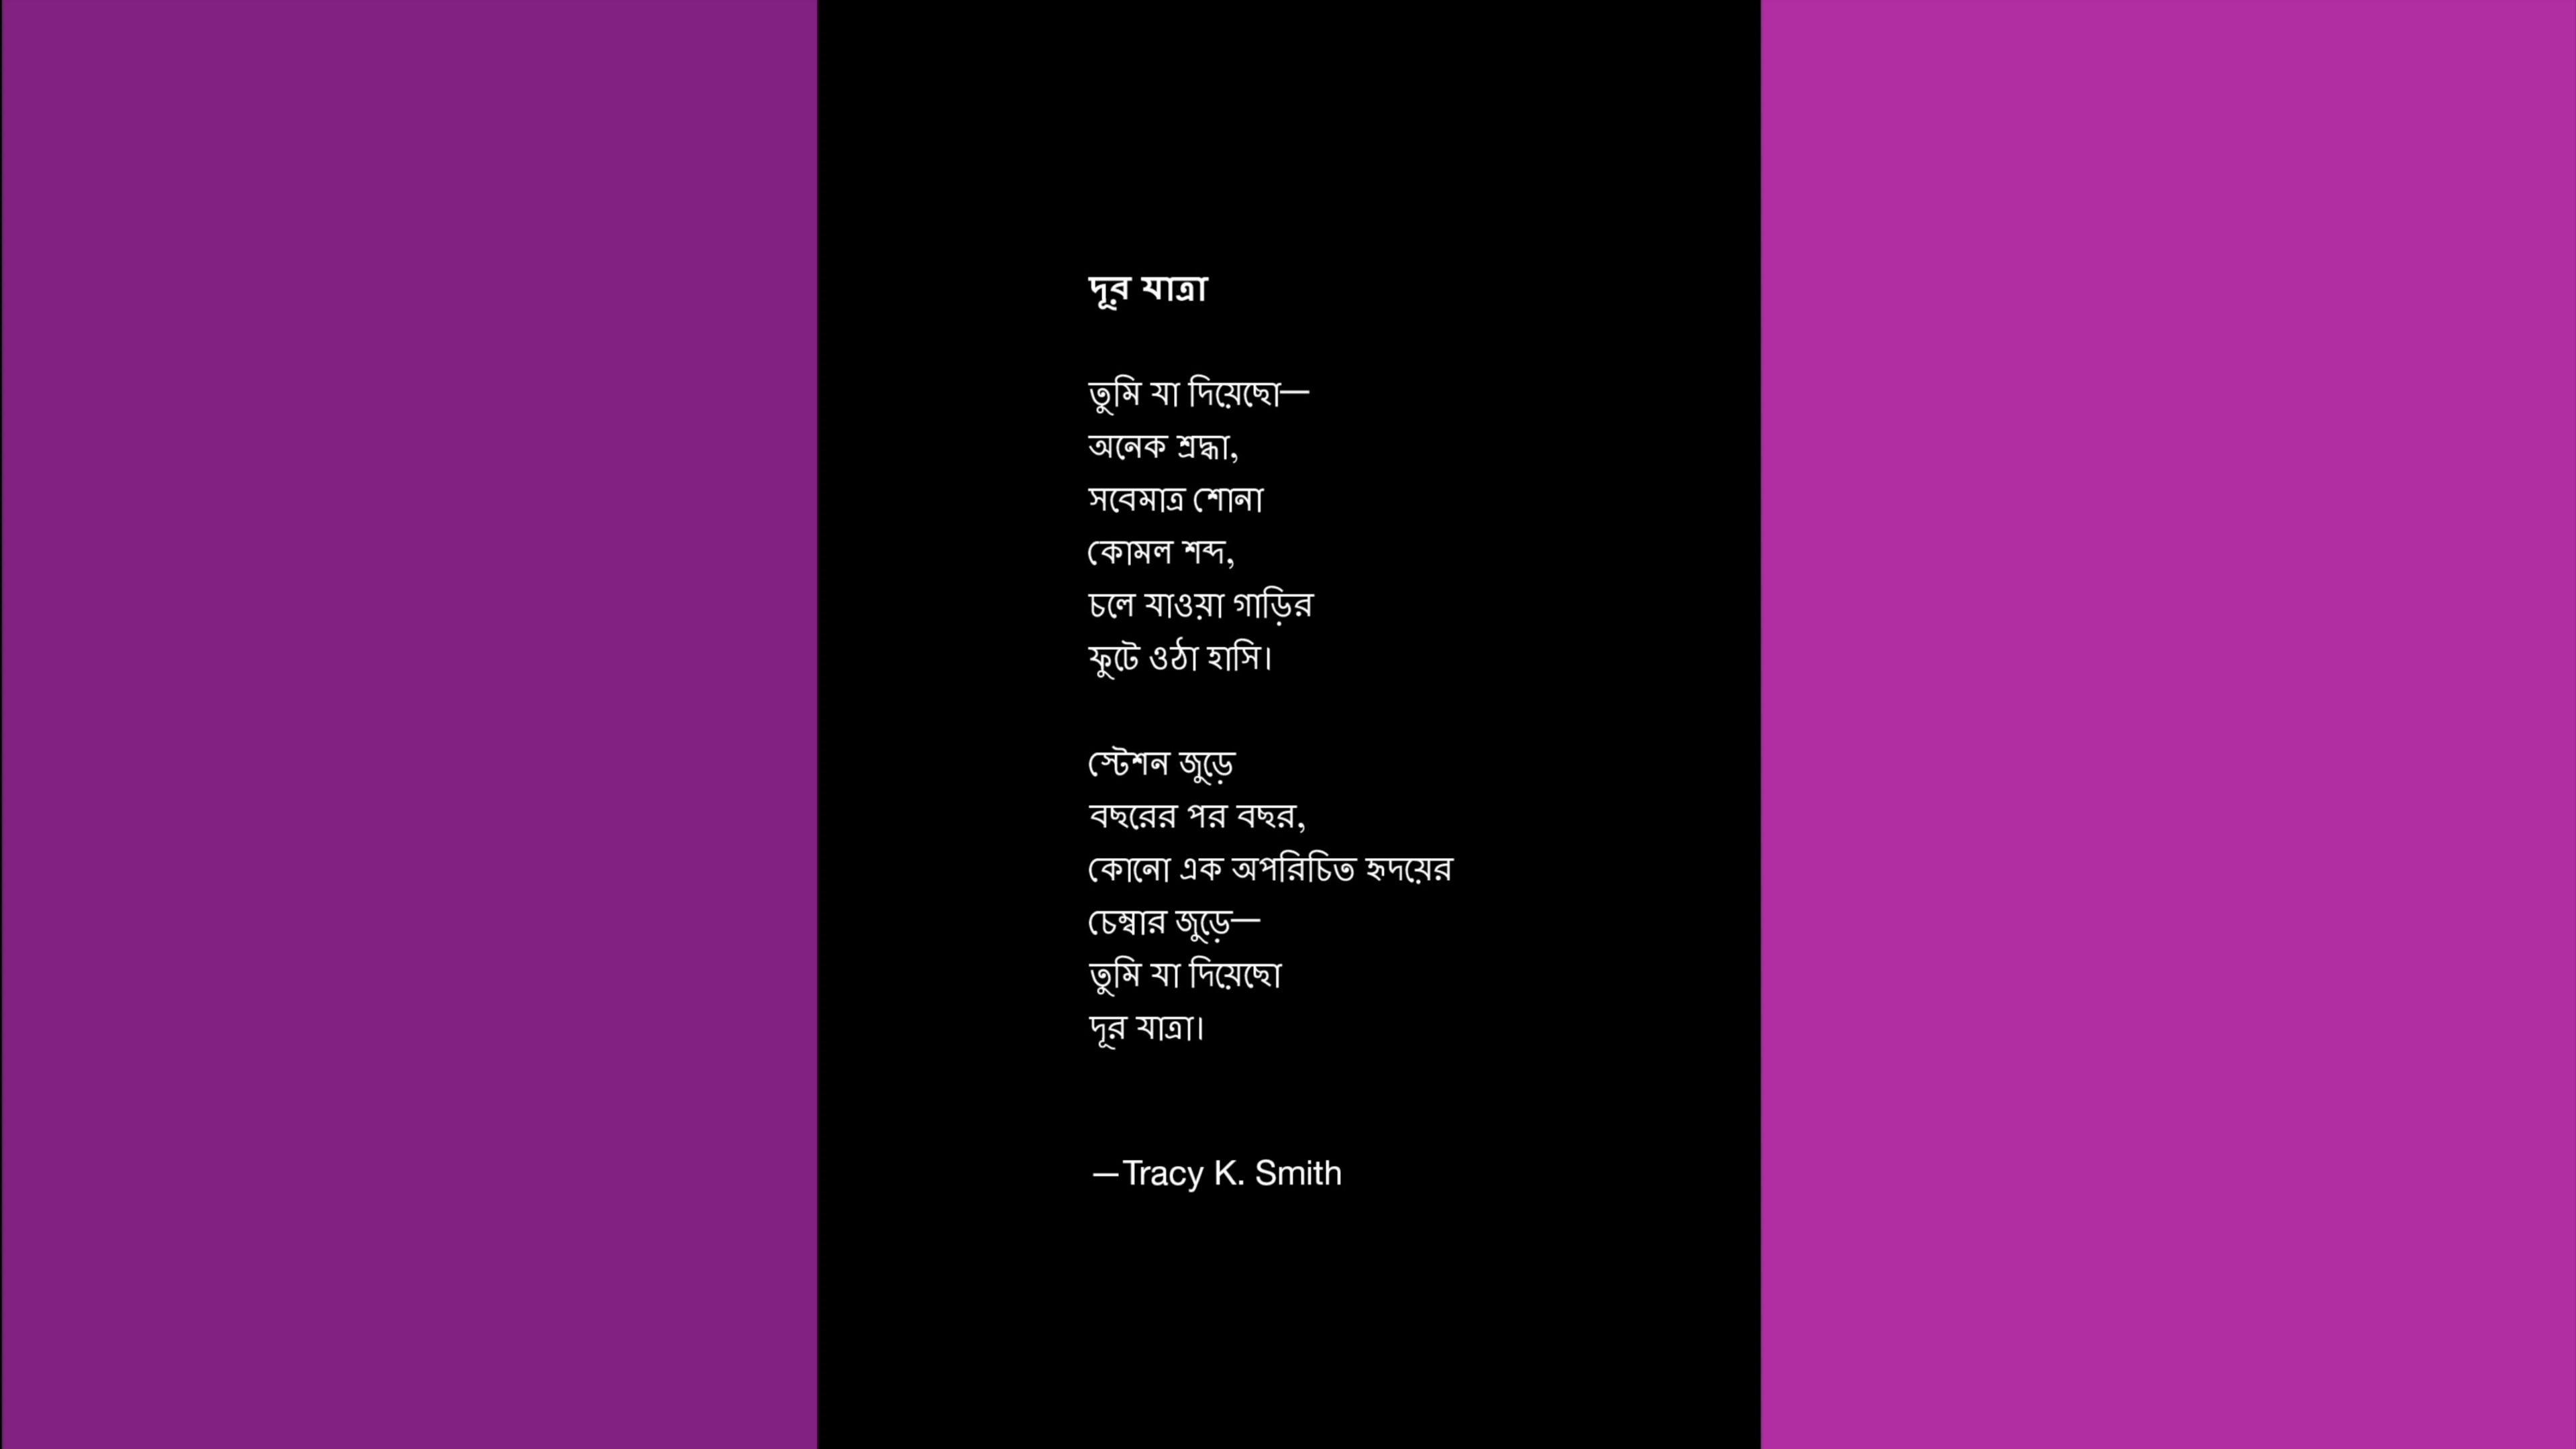 দূর যাত্রা
তুমি যা দিয়েছো—
অনেক শ্রদ্ধা,
সবেমাত্র শোনা
কোমল শব্দ,
চলে যাওয়া গাড়ির
ফুটে ওঠা হাসি।
স্টেশন জুড়ে
বছরের পর বছর,
কোনো এক অপরিচিত হৃদয়ের
চেম্বার জুড়ে—
তুমি যা দিয়েছো
দূর যাত্রা।
—Tracy K. Smith